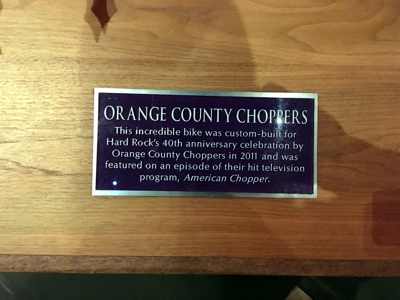 ORANGE COUNTY CHOPPERS
This incredible bike was custom-built for
Hard Rock's 40th anniversary celebration by
Orange County Choppers in 2011 and was
featured on an episode of their hit television
program, American Chopper.